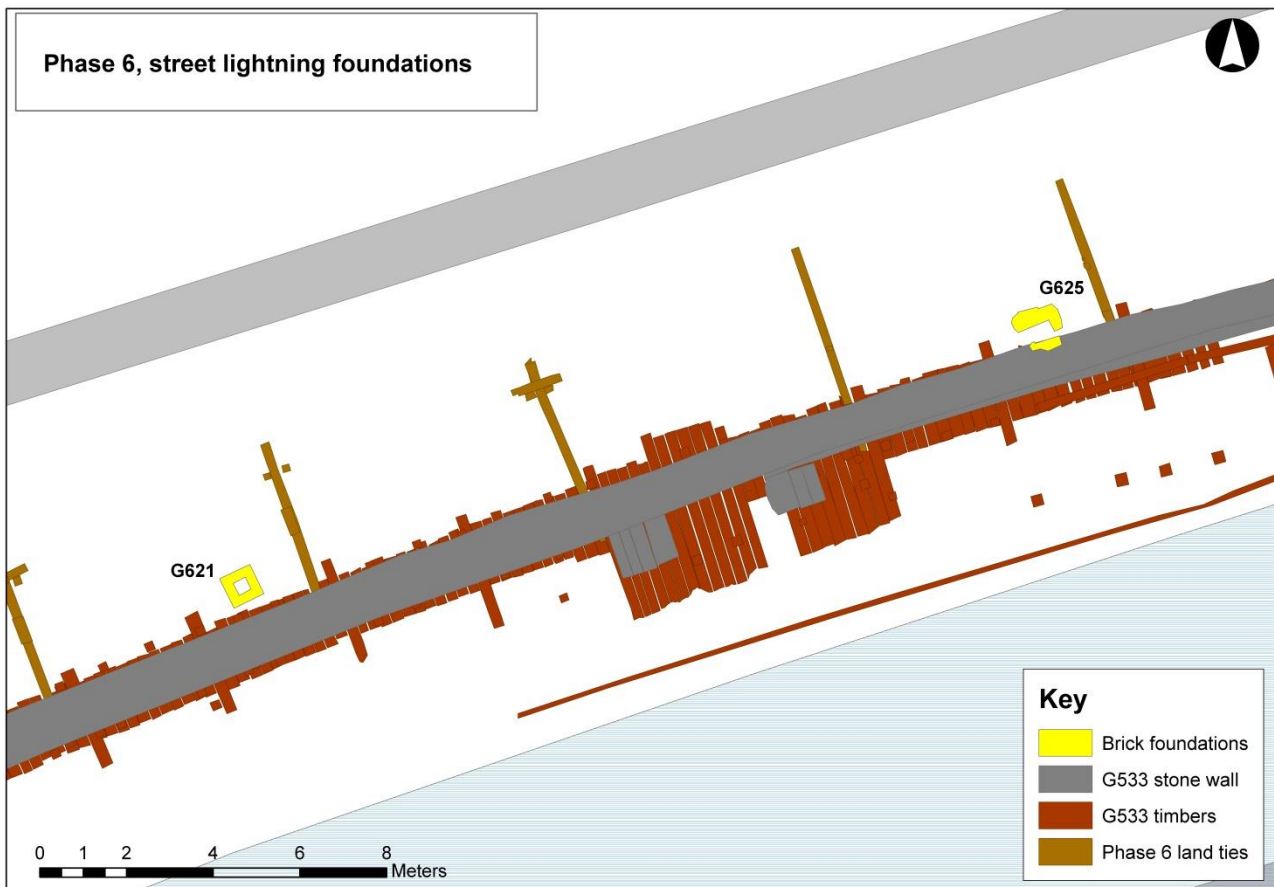 Phase 6, street lightning foundations
G625
G621
Key
Brick foundations
G533 stone wall
G533 timbers
Phase 6 land ties
0 1 2 4 6 8
Meters